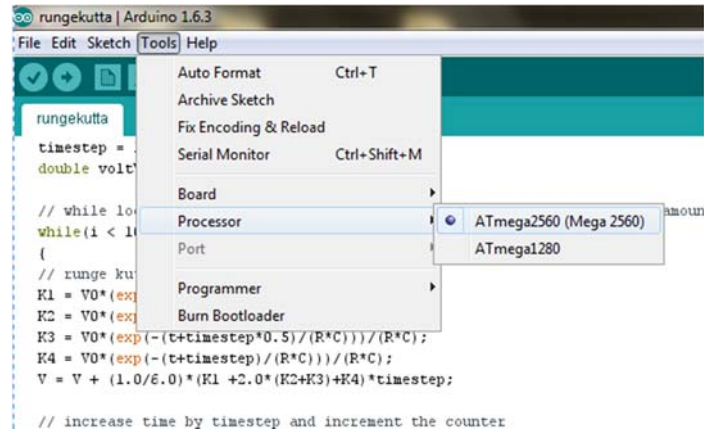 rungekutta | Arduino 1.6.3
File Edit Sketch Tools Help
Auto Format Ctrl+T
Archive Sketch
Fix Encoding & Reload
Serial Monitor Ctrl+Shift+M
Board
Processor
Port
Programmer
Burn Bootloader
ATmega2560 (Mega 2560)
ATmega1280
rungekutta
timestep =
double volt
// while lo
while(i < 10
{
// runge ku
K1 = V0*(exp
K2 = V0*(exp
K3 = V0*(exp(-(t+timestep*0.5)/(R*C)))/(R*C);
K4 = V0*(exp(-(t+timestep)/(R*C)))/(R*C);
V = V + (1.0/6.0)*(K1 +2.0*(K2+K3)+K4)*timestep;
// increase time by timestep and increment the counter